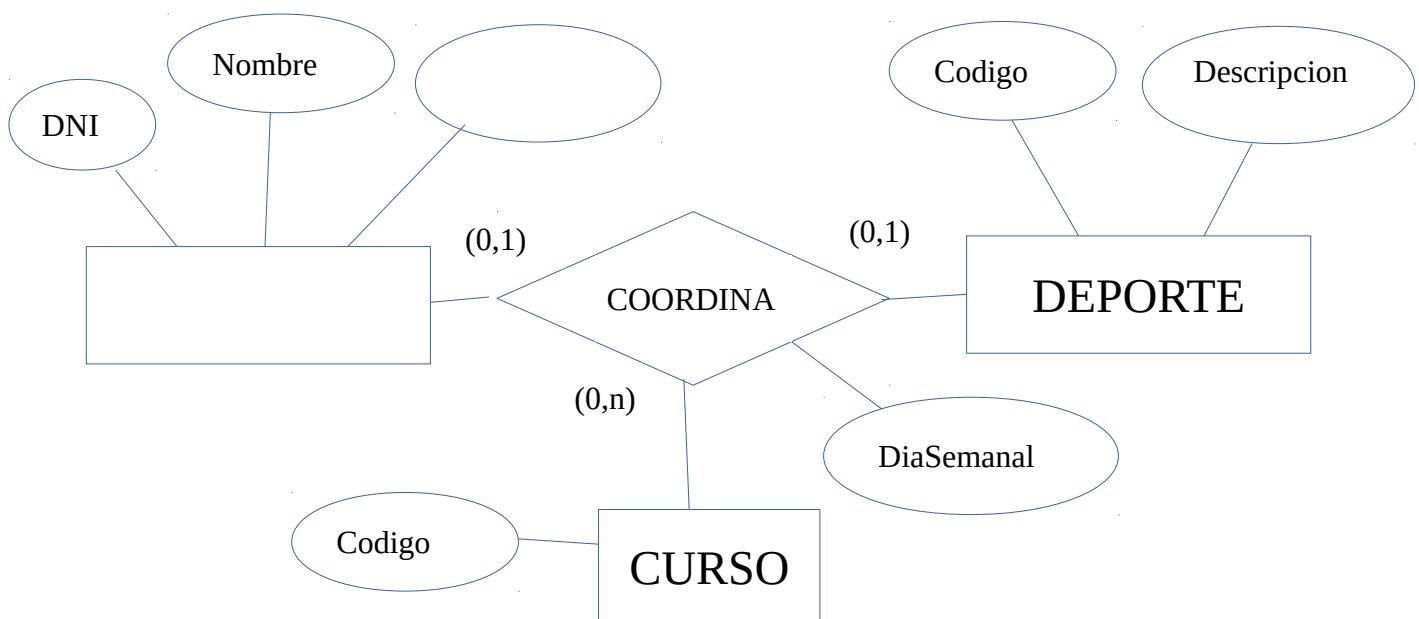 Nombre
Codigo
Descripcion
DNI
(0,1)
(0,1)
COORDINA
DEPORTE
(0,n)
DiaSemanal
Codigo
CURSO